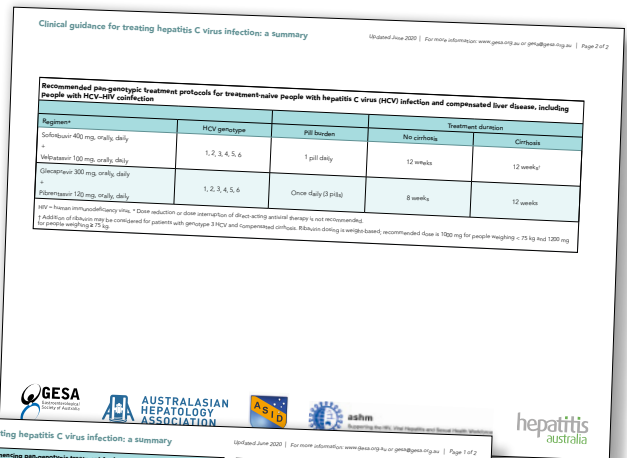 Clinical guidance for treating hepatitis C virus infection: a summary
Updated June 2020 | For more information: www.gesa.org.au or gesa@gesa.org.au | Page 2 of 2
Recommended pan-genotypic treatment protocols for treatment-naive people with hepatitis C virus (HCV) infection and compensated liver disease, including
people with HCV–HIV coinfection
Treatment duration
Regimen* HCV genotype Pill burden No cirrhosis Cirrhosis
Sofosbuvir 400 mg, orally, daily
+
Velpatasvir 100 mg, orally, daily
1, 2, 3, 4, 5, 6
1 pill daily
12 weeks
12 weeks†
Glecaprevir 300 mg, orally, daily
+
Pibrentasvir 120 mg, orally, daily
1, 2, 3, 4, 5, 6
Once daily (3 pills)
8 weeks
12 weeks
HIV = human immunodeficiency virus. * Dose reduction or dose interruption of direct-acting antiviral therapy is not recommended.
† Addition of ribavirin may be considered for patients with genotype 3 HCV and compensated cirrhosis. Ribavirin dosing is weight-based; recommended dose is 1000 mg for people weighing < 75 kg and 1200 mg
for people weighing ≥ 75 kg.
GESA
Gastroenterological
Society of Australia
AUSTRALASIAN
HEPATOLOGY
ASSOCIATION
ASID
ashm
Supporting the HIV, Viral Hepatitis and Sexual Health Workforce
hepatitis
australia
ting hepatitis C virus infection: a summary
Updated June 2020 | For more information: www.gesa.org.au or gesa@gesa.org.au | Page 1 of 2